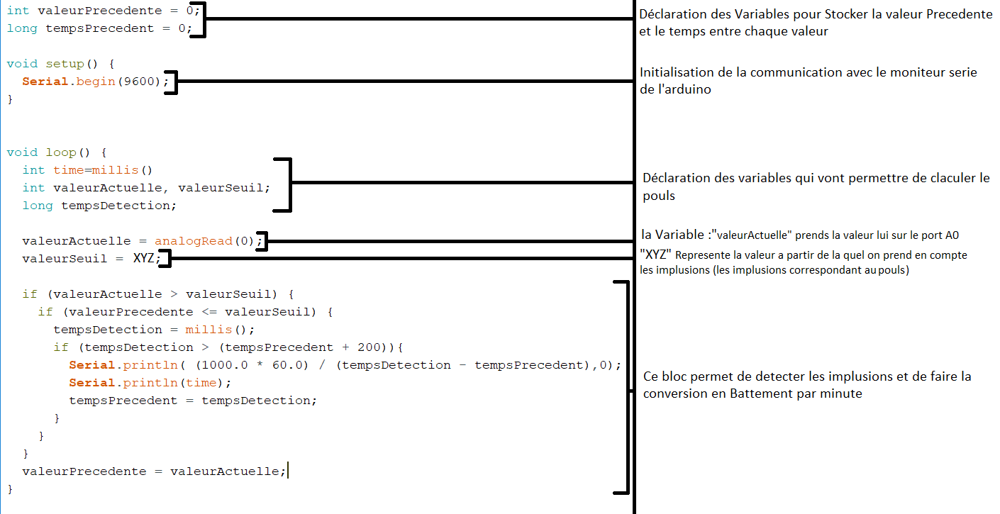 int valeurPrecedente = 0;
long tempsPrecedent = 0;
Déclaration des Variables pour Stocker la valeur Precedente
et le temps entre chaque valeur
void setup() {
Serial.begin(9600);
}
Initialisation de la communication avec le moniteur serie
de l'arduino
void loop() {
int time=millis()
int valeurActuelle, valeurSeuil;
long tempsDetection;
Déclaration des variables qui vont permettre de claculer le
pouls
valeurActuelle = analogRead(0);
la Variable :"valeurActuelle" prends la valeur lui sur le port A0
valeurSeuil = XYZ;
"XYZ" Represente la valeur a partir de la quel on prend en compte
les implusions (les implusions correspondant au pouls)
if (valeurActuelle > valeurSeuil) {
if (valeurPrecedente <= valeurSeuil) {
tempsDetection = millis();
if (tempsDetection > (tempsPrecedent + 200)){
Serial.println( (1000.0 * 60.0) / (tempsDetection - tempsPrecedent),0);
Serial.println(time);
tempsPrecedent = tempsDetection;
}
}
}
valeurPrecedente = valeurActuelle;
}
Ce bloc permet de detecter les implusions et de faire la
conversion en Battement par minute